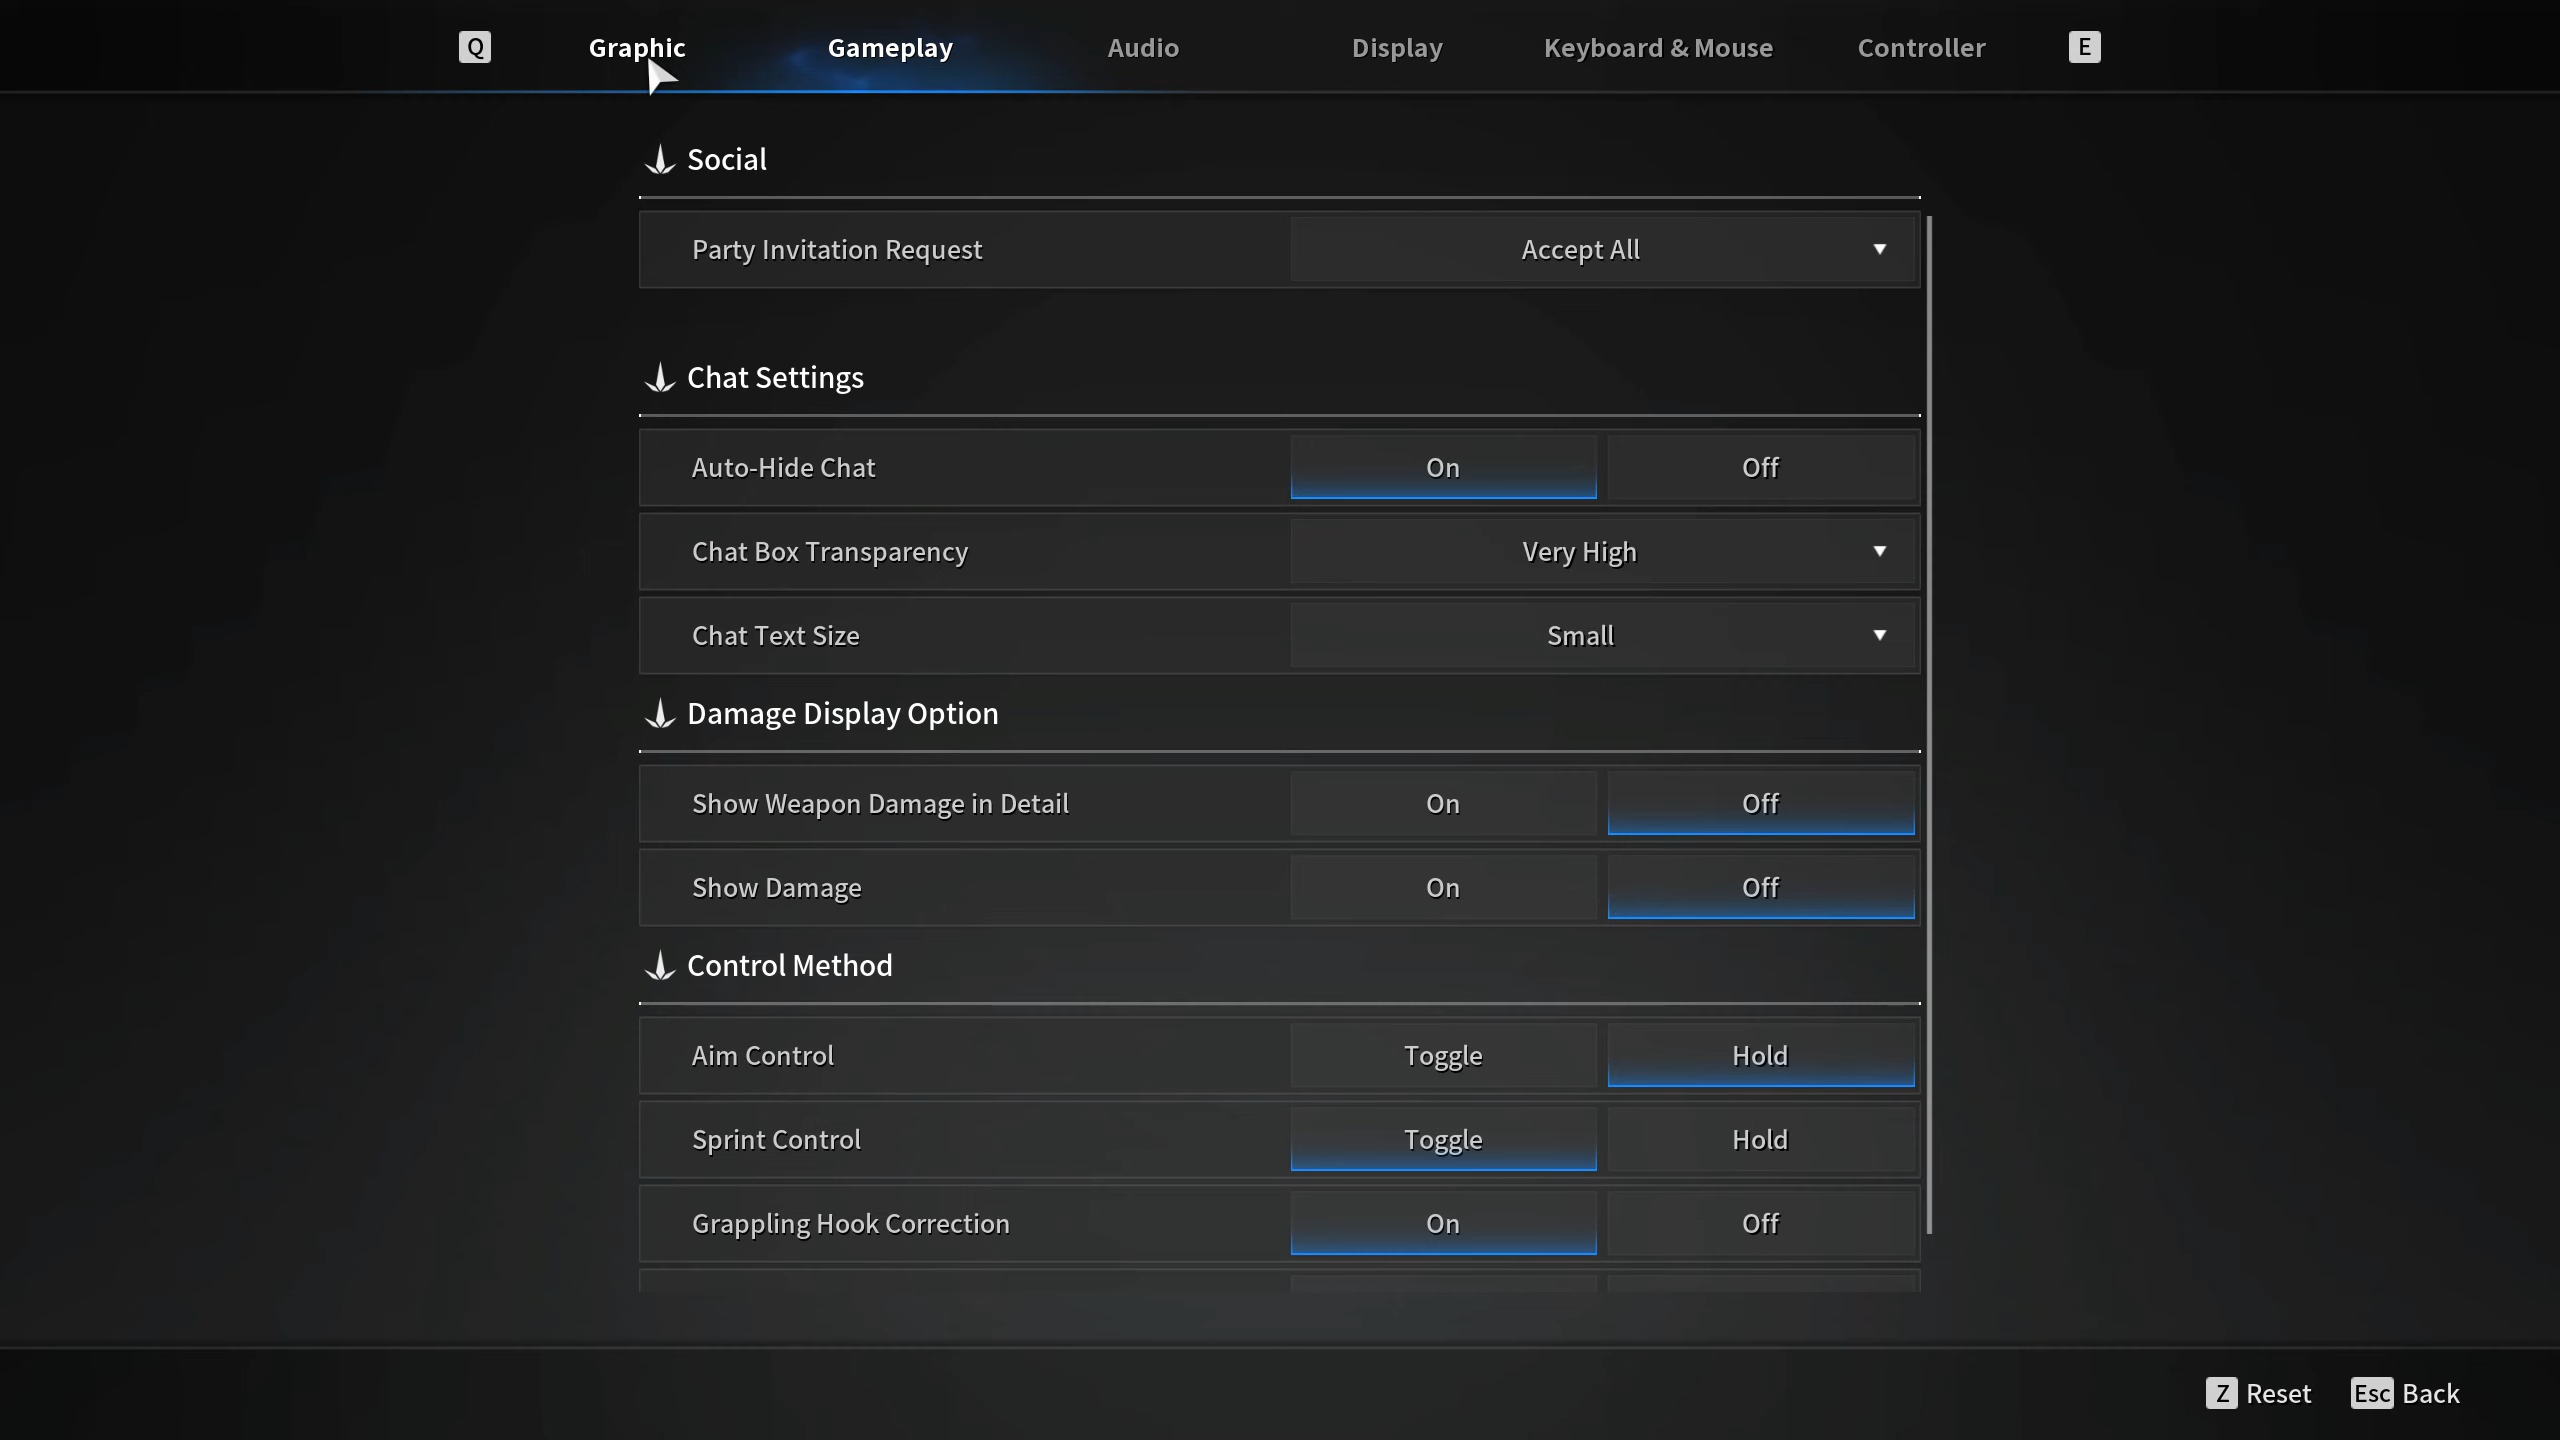 Q Graphic Gameplay Audio Display Keyboard & Mouse Controller E
Social
Party Invitation Request Accept All
Chat Settings
Auto-Hide Chat On Off
Chat Box Transparency Very High
Chat Text Size Small
Damage Display Option
Show Weapon Damage in Detail On Off
Show Damage On Off
Control Method
Aim Control Toggle Hold
Sprint Control Toggle Hold
Grappling Hook Correction On Off
Z Reset Esc Back